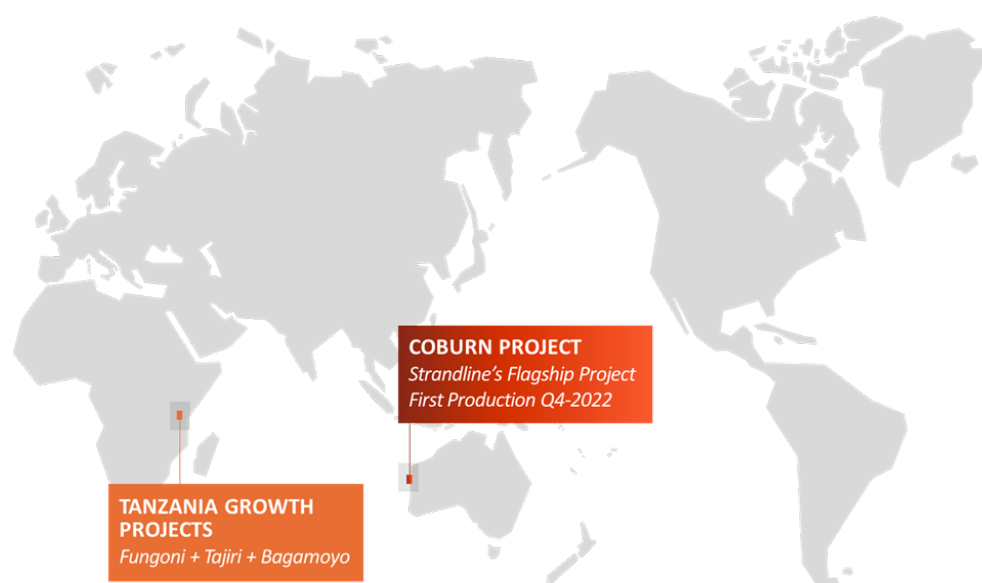 COBURN PROJECT
Strandline's Flagship Project
First Production Q4-2022
TANZANIA GROWTH
PROJECTS
Fungoni + Tajiri + Bagamoyo